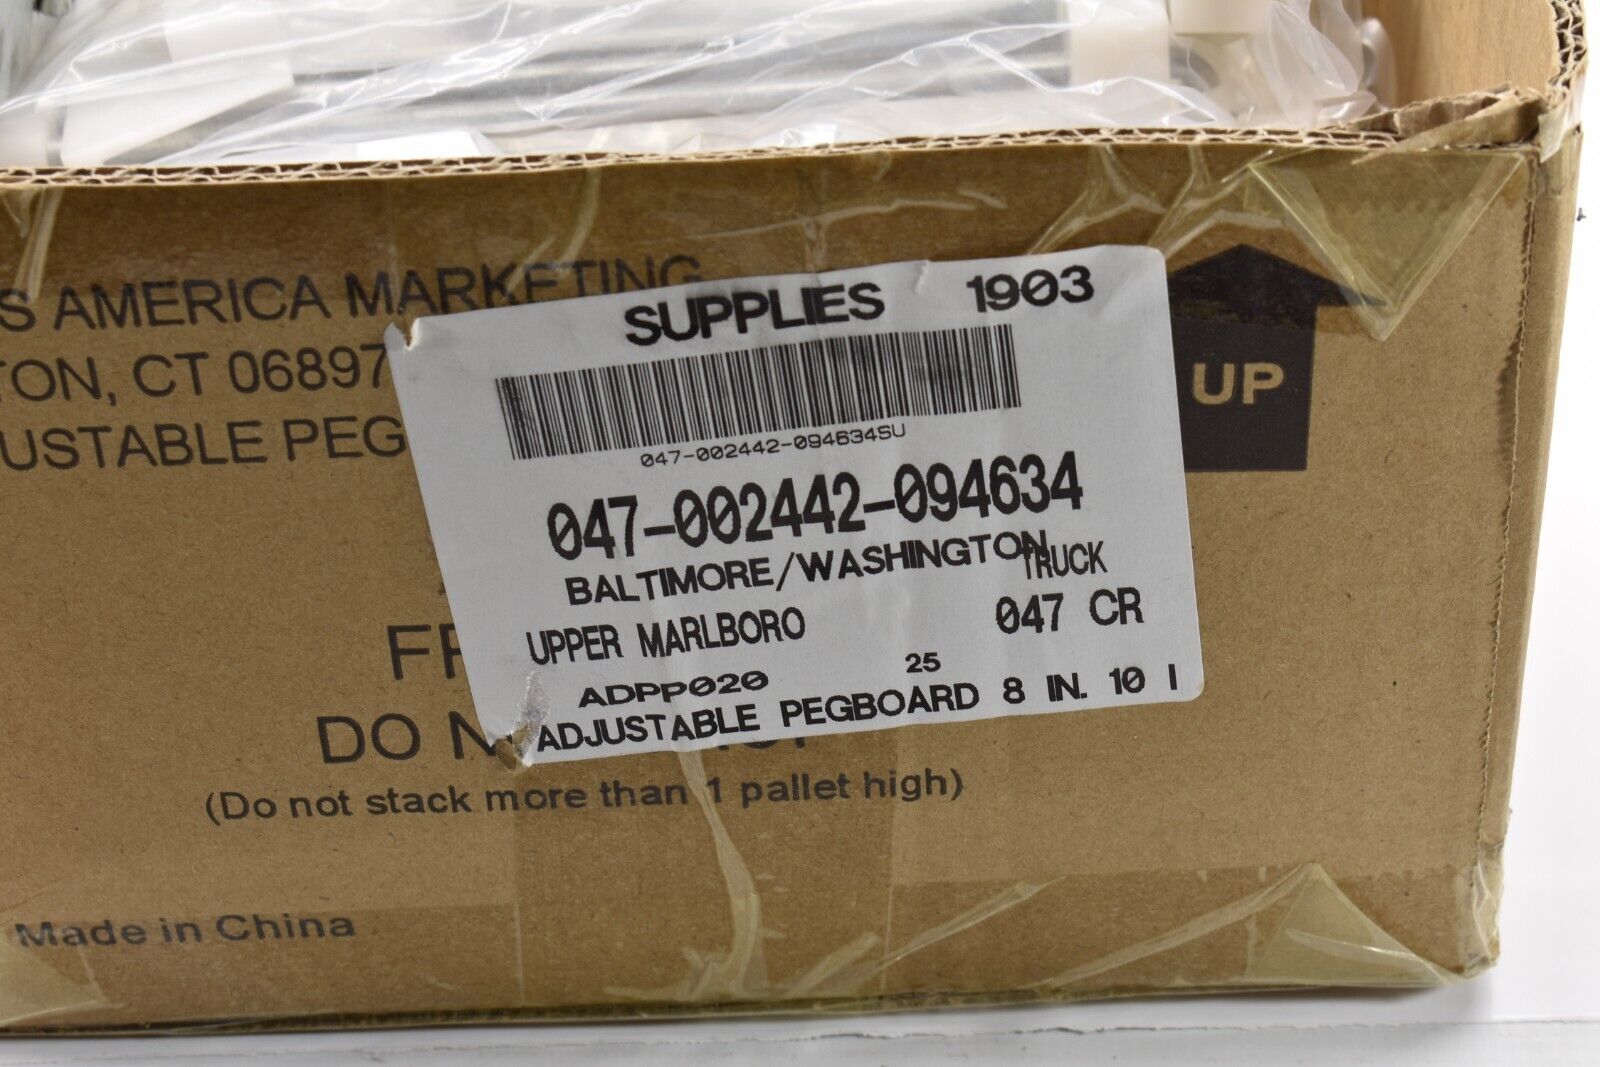 S AMERICA MARKETING
TON, CT 06897
USTABLE PEG
SUPPLIES 1903
047-002442-094634SU
047-002442-094634
BALTIMORE/WASHINGTON
TRUCK
UPPER MARLBORO 047 CR
ADPP020 25
ADJUSTABLE PEGBOARD 8 IN. 10 I
UP
FR
DO N
(Do not stack more than 1 pallet high)
Made in China